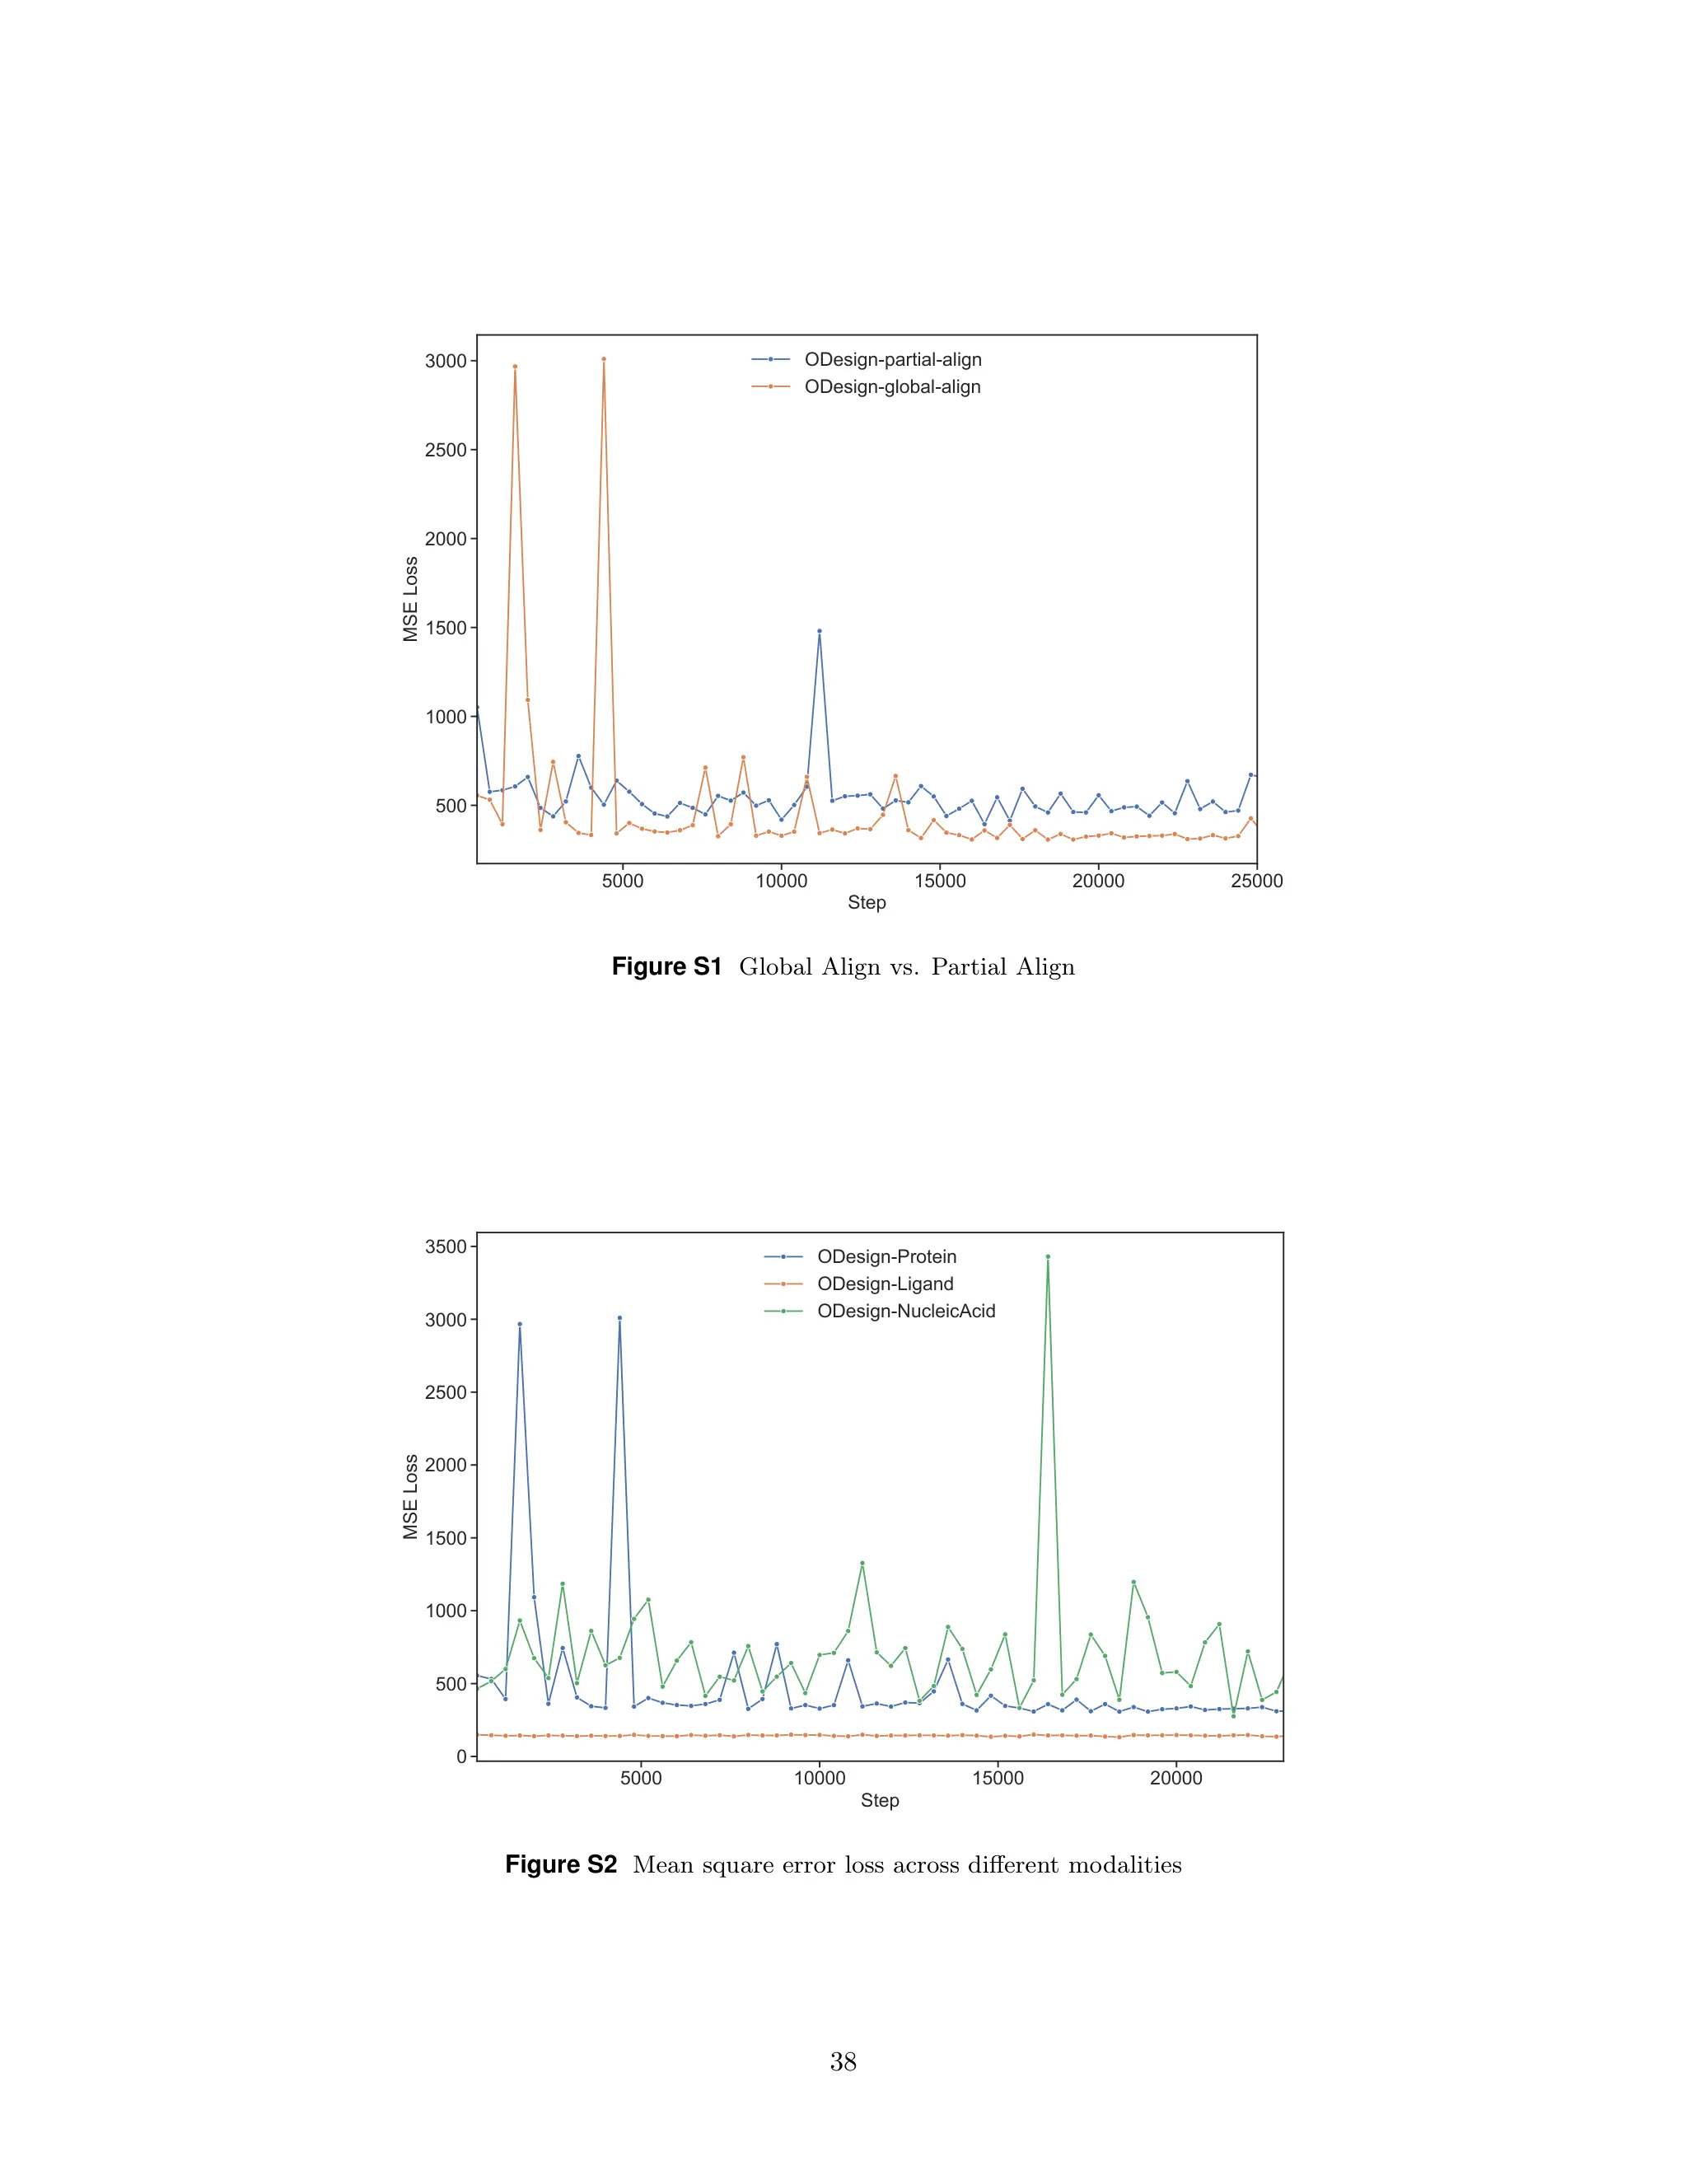 3000
2500
2000
1500
1000
500
MSE Loss
ODesign-partial-align
ODesign-global-align
5000 10000 15000 20000 25000
Step
Figure S1 Global Align vs. Partial Align
3500
3000
2500
2000
1500
1000
500
0
MSE Loss
ODesign-Protein
ODesign-Ligand
ODesign-NucleicAcid
5000 10000 15000 20000
Step
Figure S2 Mean square error loss across different modalities
38